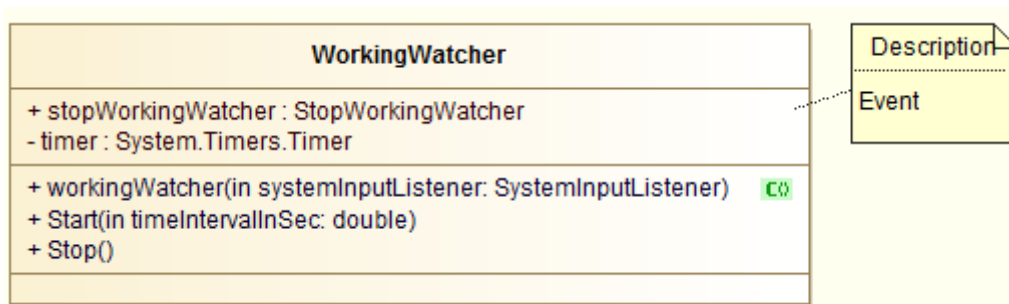 WorkingWatcher
+ stopWorkingWatcher : StopWorkingWatcher
- timer : System.Timers.Timer
+ workingWatcher(in systemInputListener: SystemInputListener) C()
+ Start(in timeIntervalInSec: double)
+ Stop()
Description
Event